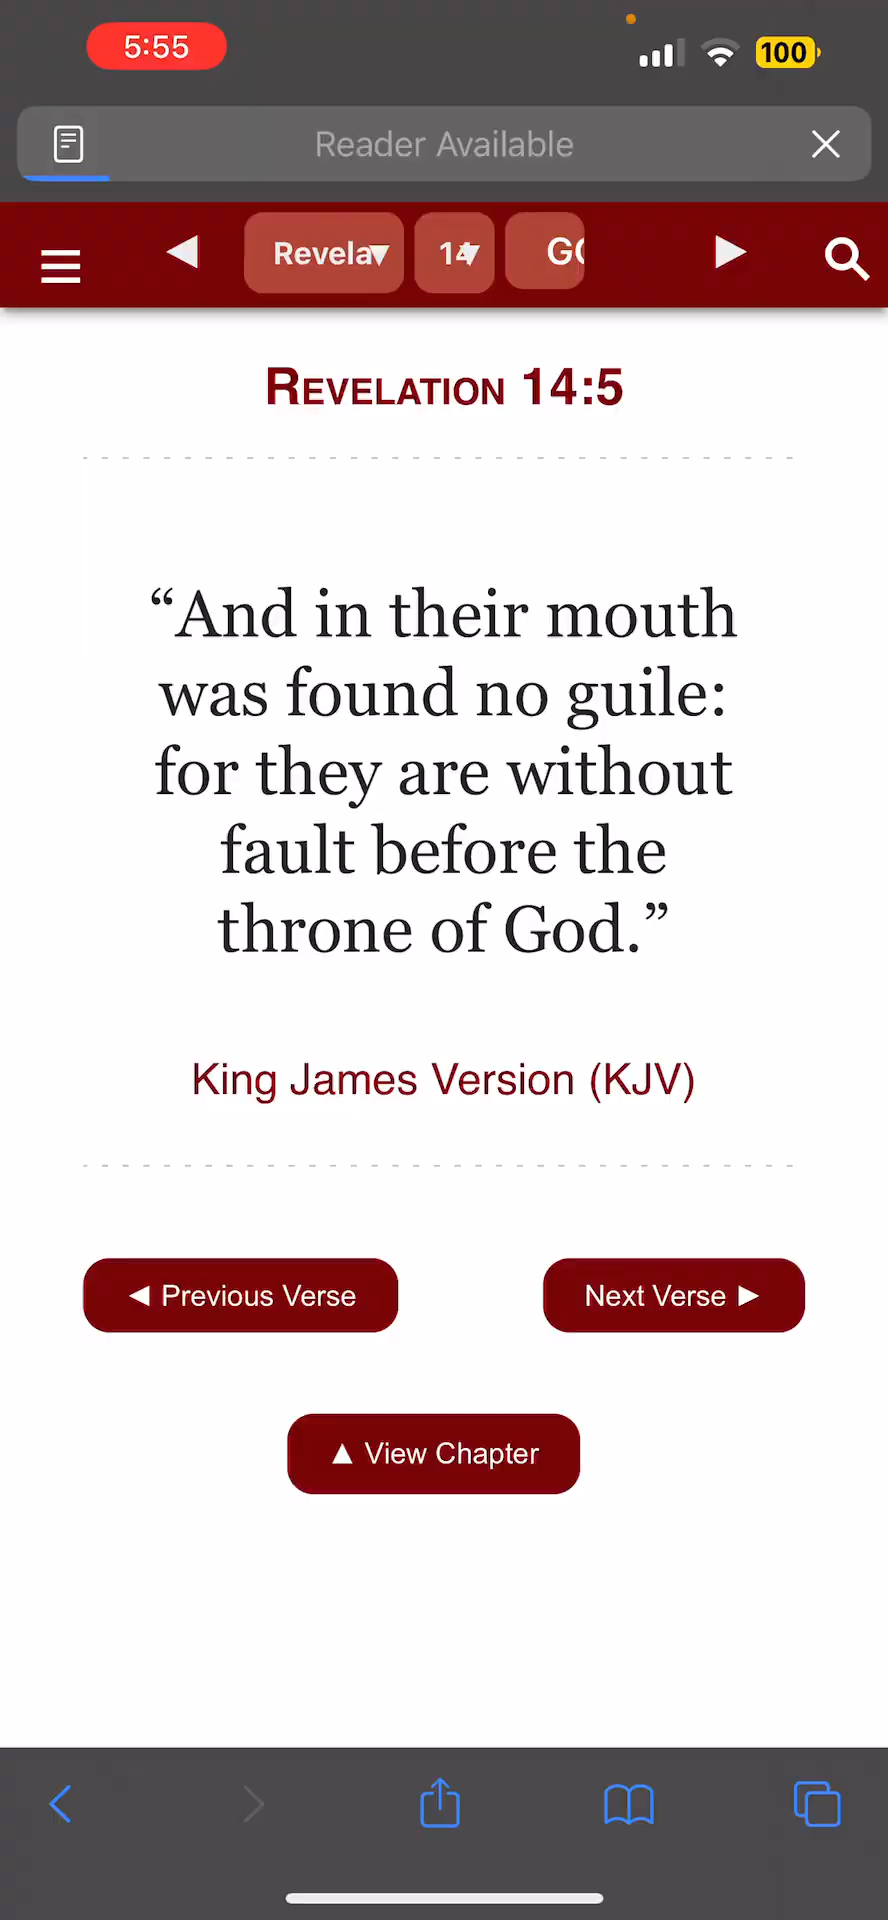 5:55
100
Reader Available
Revela
14
GO
Revelation 14:5
“And in their mouth
was found no guile:
for they are without
fault before the
throne of God.”
King James Version (KJV)
◀ Previous Verse
Next Verse ▶
▲ View Chapter